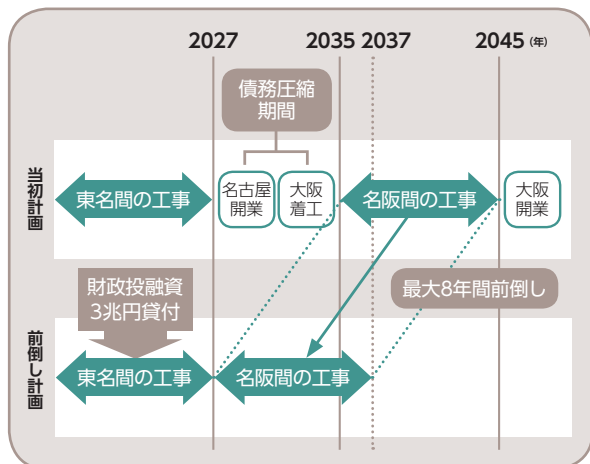 2027
2035
2037
2045 (年)
債務圧縮
期間
当初計画
東名間の工事
名古屋
開業
大阪
着工
名阪間の工事
大阪
開業
財政投融資
3兆円貸付
最大8年間前倒し
前倒し計画
東名間の工事
名阪間の工事